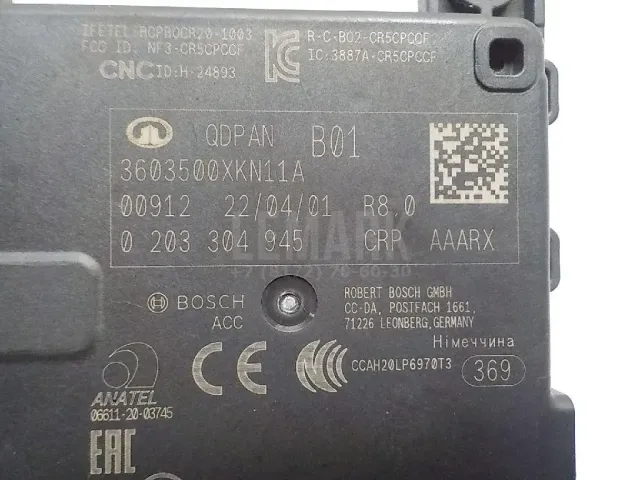 IFETEL: RCPBOCR20-1003
FCC ID: NF3-CR5CPCCF
CNC ID:H-24893
R-C-BO2-CR5CPCCF
IC:3887A-CR5CPCCF
QDPAN B01
3603500XKN11A
00912 22/04/01 R8.0
0 203 304 945 CRP AAARX
LEMARK
BOSCH
ACC
ROBERT BOSCH GMBH
CC-DA, POSTFACH 1661,
71226 LEONBERG,GERMANY
Німеччина
ANATEL
06611-20-03745
CE
CCC
CCAH20LP6970T3
369
EAC